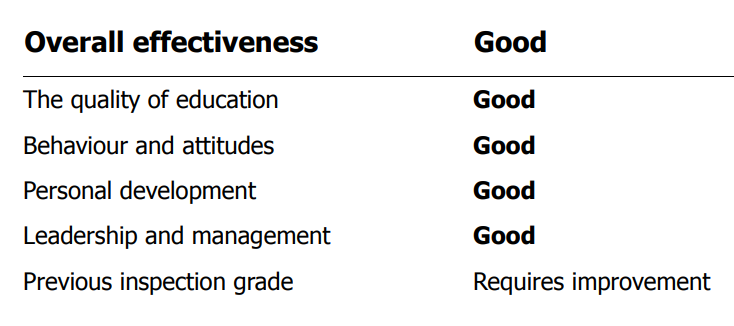 Overall effectiveness Good
The quality of education Good
Behaviour and attitudes Good
Personal development Good
Leadership and management Good
Previous inspection grade Requires improvement